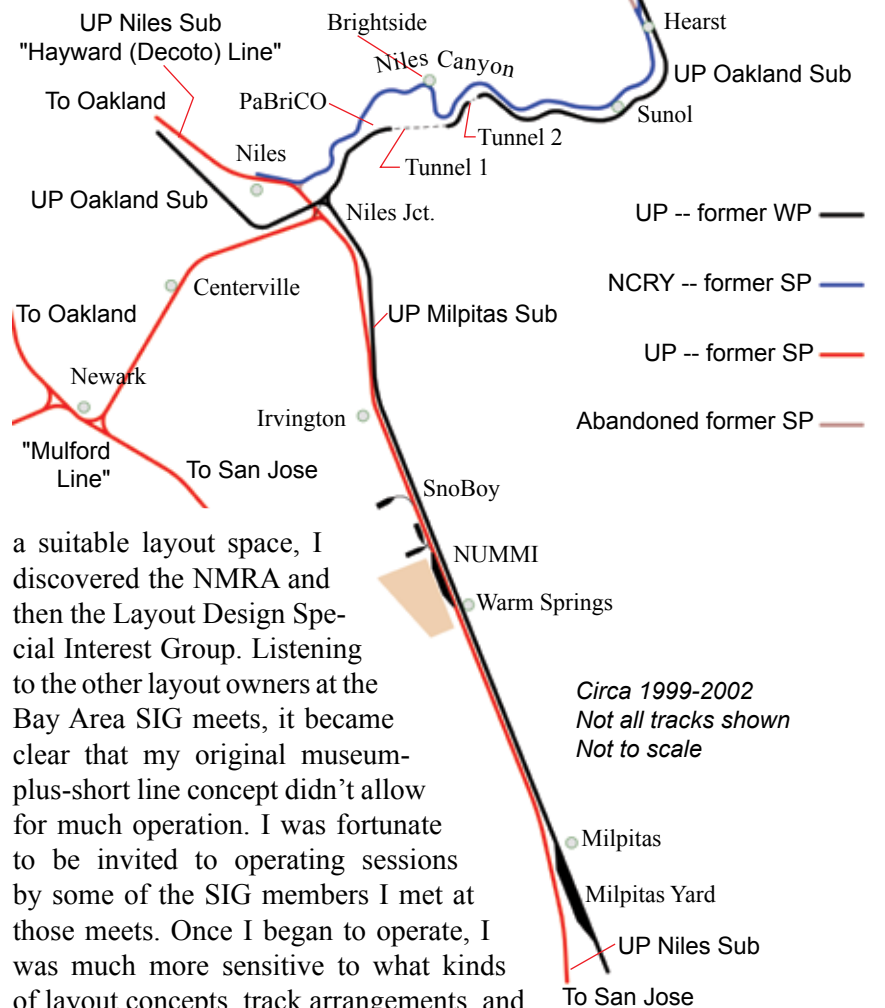 UP Niles Sub
"Hayward (Decoto) Line"
Brightside
Hearst
Niles Canyon
UP Oakland Sub
To Oakland
PaBriCO
Sunol
Tunnel 2
Niles
Tunnel 1
UP Oakland Sub
Niles Jct.
UP -- former WP
Centerville
NCRY -- former SP
To Oakland
UP Milpitas Sub
UP -- former SP
Newark
Irvington
Abandoned former SP
"Mulford
Line"
To San Jose
SnoBoy
NUMMI
Warm Springs
a suitable layout space, I
discovered the NMRA and
then the Layout Design Spe-
cial Interest Group. Listening
to the other layout owners at the
Bay Area SIG meets, it became
clear that my original museum-
plus-short line concept didn’t allow
for much operation. I was fortunate
to be invited to operating sessions
by some of the SIG members I met at
those meets. Once I began to operate, I
was much more sensitive to what kinds
of layout concepts, track arrangements, and
Circa 1999-2002
Not all tracks shown
Not to scale
Milpitas
Milpitas Yard
UP Niles Sub
To San Jose